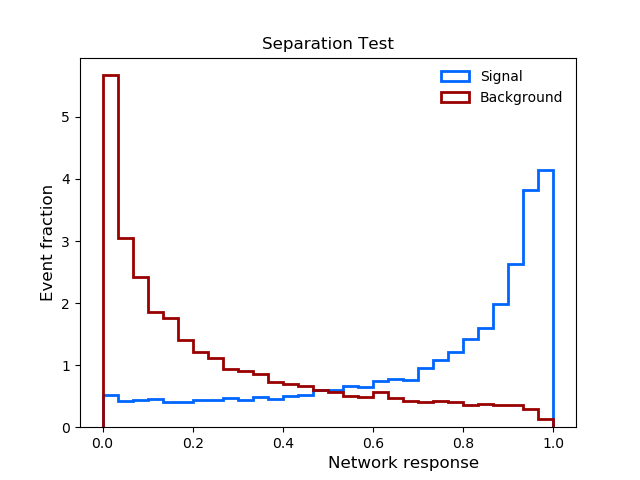 Separation Test
Signal
Background
Event fraction
5
4
3
2
1
0
0.0 0.2 0.4 0.6 0.8 1.0
Network response